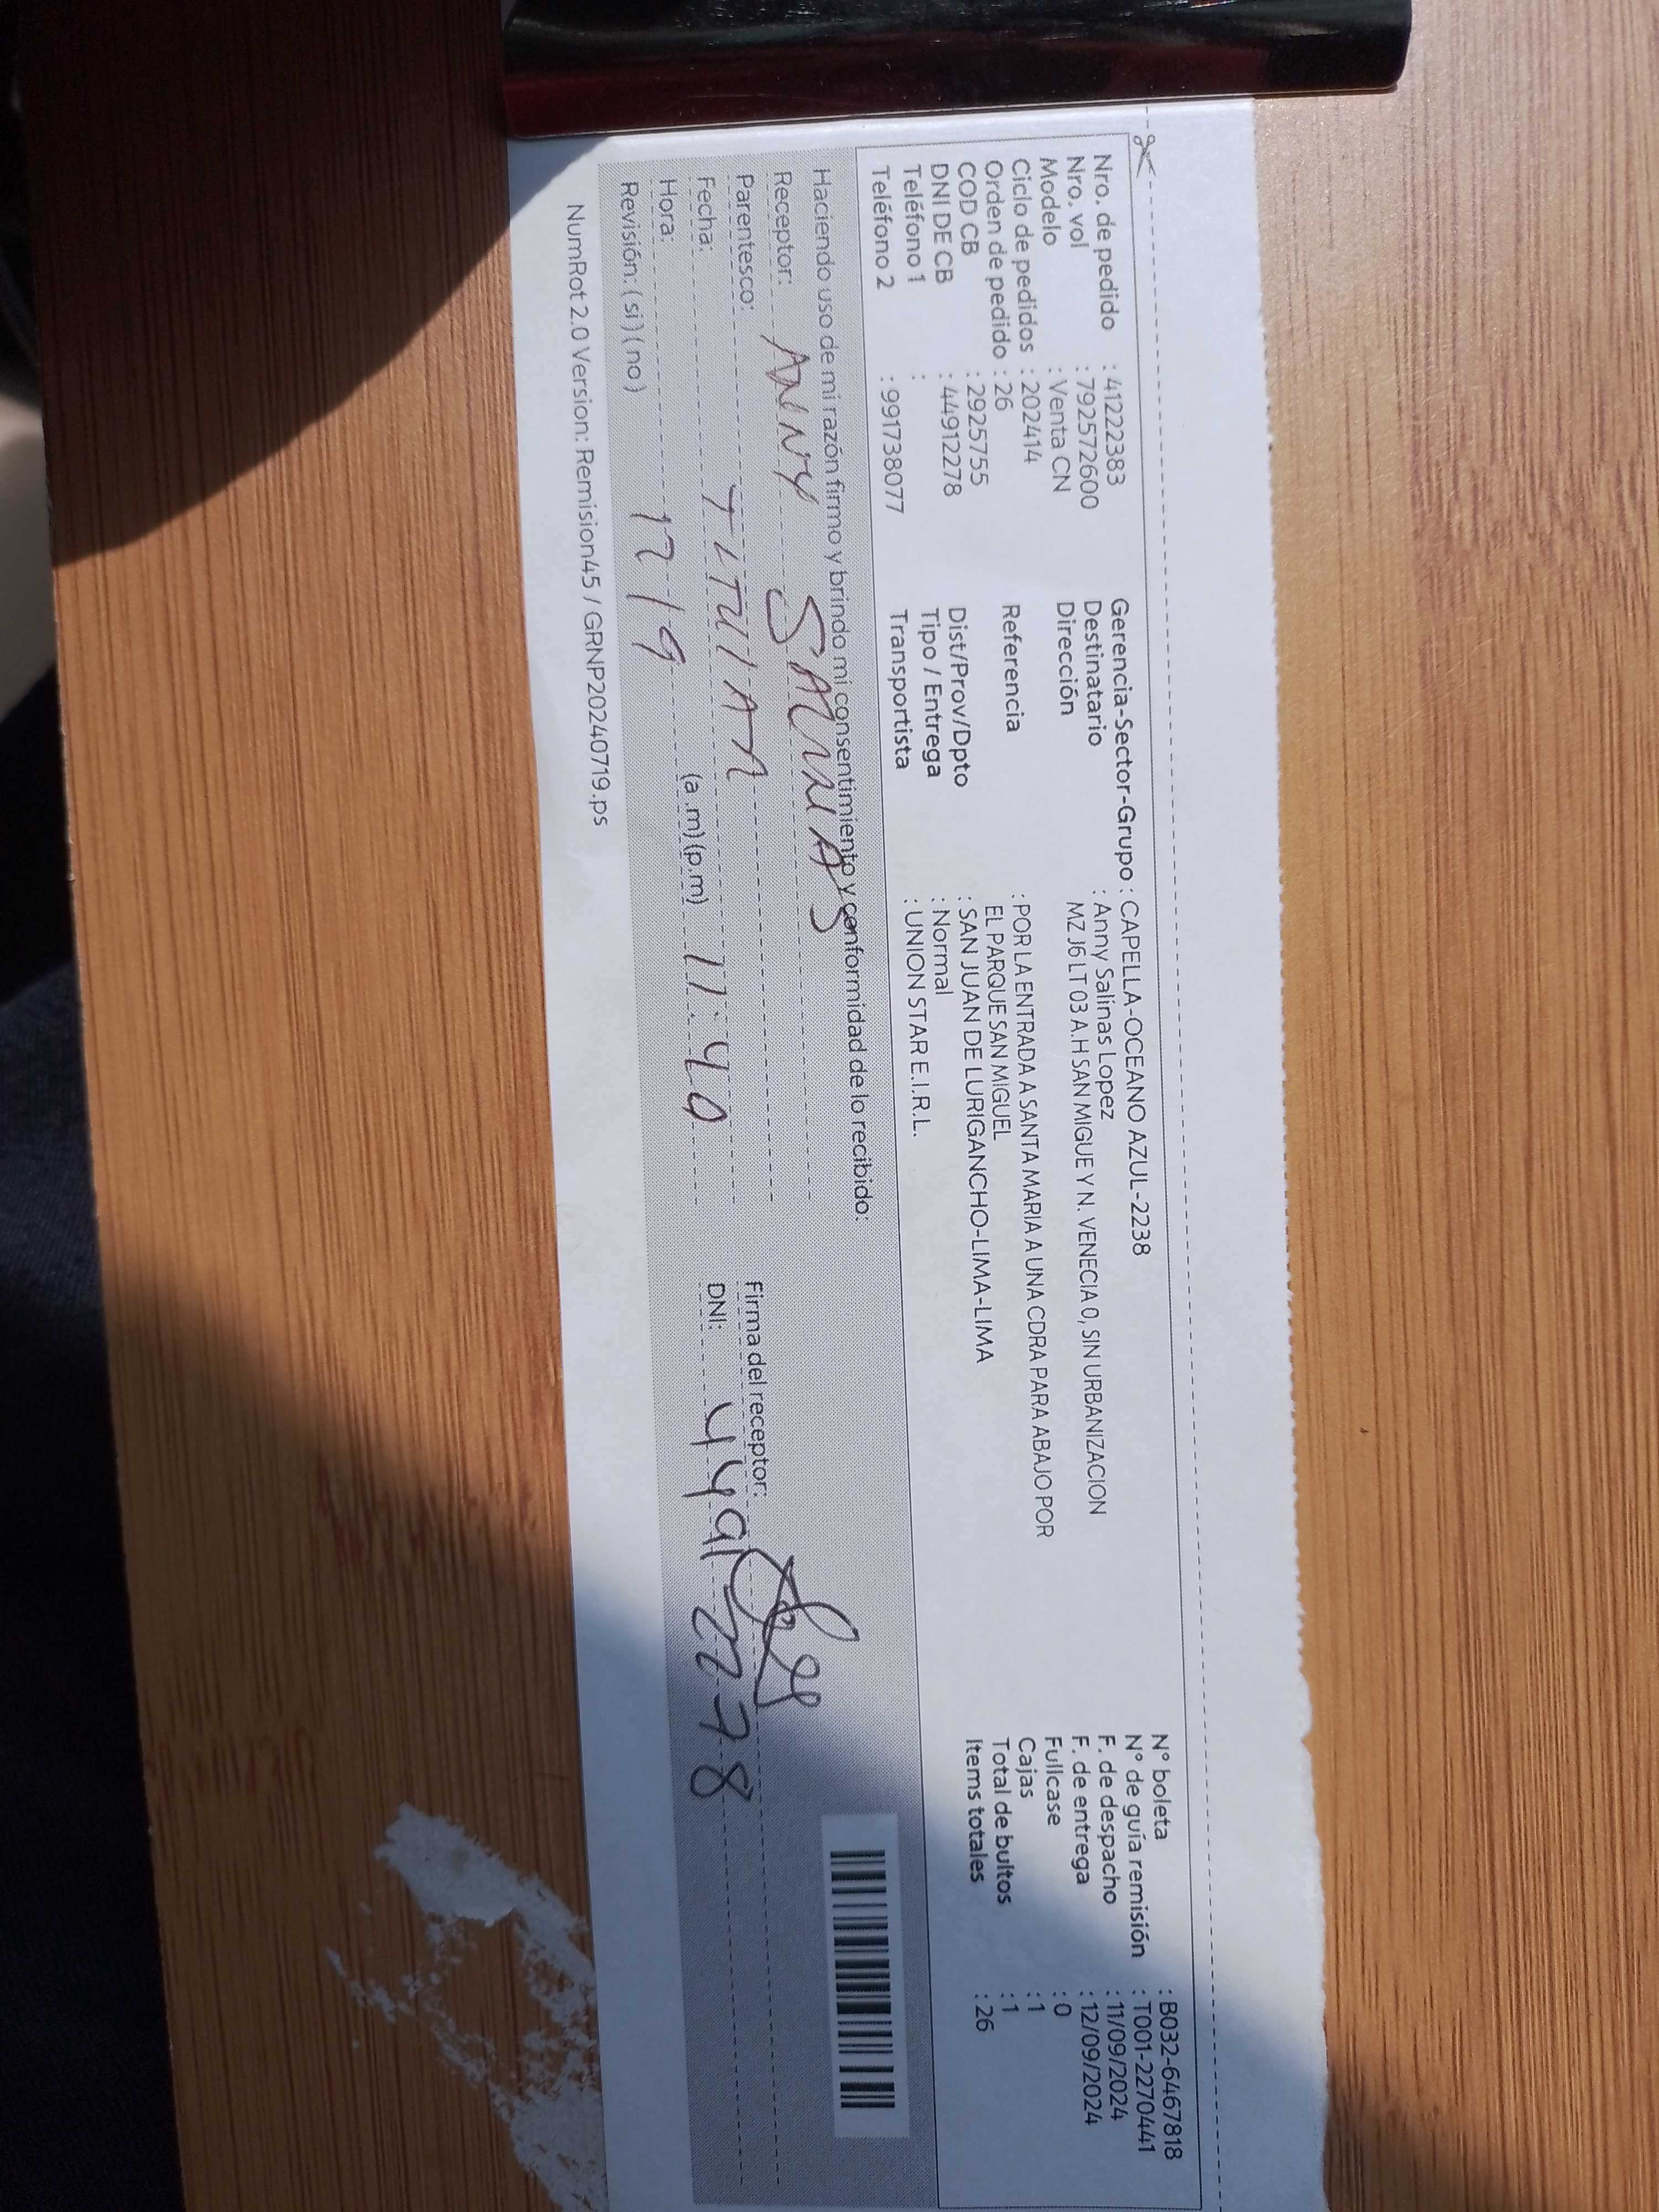 Nro. de pedido : 41222383
Nro. vol : 792572600
Modelo : Venta CN
Ciclo de pedidos : 202414
Orden de pedido : 26
COD CB : 2925755
DNI DE CB : 44912278
Teléfono 1 :
Teléfono 2 : 991738077
Gerencia-Sector-Grupo : CAPELLA-OCEANO AZUL-2238
Destinatario : Anny Salinas Lopez
Dirección MZ J6 LT 03 A.H SAN MIGUE Y N. VENECIA 0, SIN URBANIZACION
Referencia : POR LA ENTRADA A SANTA MARIA A UNA CDRA PARA ABAJO POR
EL PARQUE SAN MIGUEL
Dist/Prov/Dpto : SAN JUAN DE LURIGANCHO-LIMA-LIMA
Tipo / Entrega : Normal
Transportista : UNION STAR E.I.R.L.
N° boleta : B032-6467818
N° de guía remisión : T001-2270441
F. de despacho : 11/09/2024
F. de entrega : 12/09/2024
Fullcase : 0
Cajas : 1
Total de bultos : 1
Items totales : 26
Haciendo uso de mi razón firmo y brindo mi consentimiento y conformidad de lo recibido:
Receptor: ANNY SALINAS
Parentesco: TITULAR
Fecha: 12/9
Hora: (a.m) (p.m) 11:40
Revisión: (si) (no)
Firma del receptor:
DNI: 44912278
NumRot 2.0 Version: Remision45 / GRNP20240719.ps